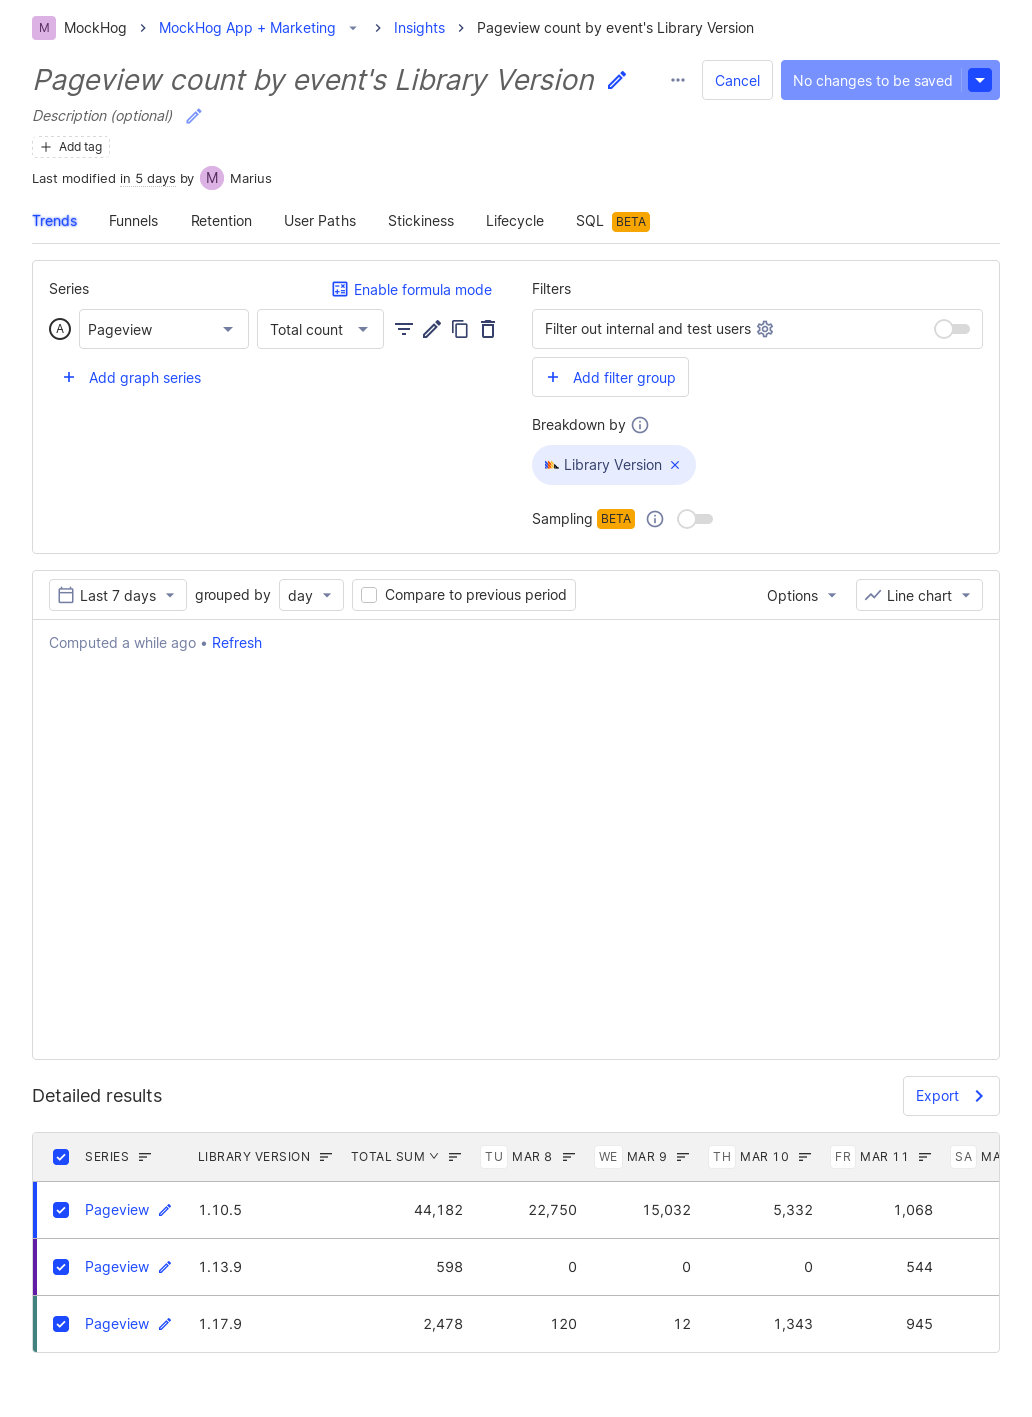 M MockHog > MockHog App + Marketing > Insights > Pageview count by event's Library Version
Pageview count by event's Library Version
Cancel No changes to be saved
Description (optional)
+ Add tag
Last modified in 5 days by M Marius
Trends Funnels Retention User Paths Stickiness Lifecycle SQL BETA
Series Enable formula mode Filters
A Pageview Total count Filter out internal and test users
+ Add graph series + Add filter group
Breakdown by
Library Version
Sampling BETA
Last 7 days grouped by day Compare to previous period Options Line chart
Computed a while ago • Refresh
Detailed results Export
SERIES LIBRARY VERSION TOTAL SUM TU MAR 8 WE MAR 9 TH MAR 10 FR MAR 11 SA MA
Pageview 1.10.5 44,182 22,750 15,032 5,332 1,068
Pageview 1.13.9 598 0 0 0 544
Pageview 1.17.9 2,478 120 12 1,343 945